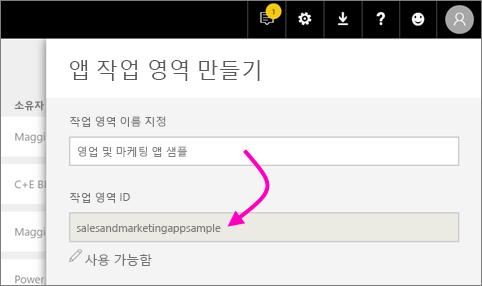 1
?
앱 작업 영역 만들기
소유자
Maggi
C+E BI
Maggi
Power
작업 영역 이름 지정
영업 및 마케팅 앱 샘플
작업 영역 ID
salesandmarketingappsample
사용 가능함